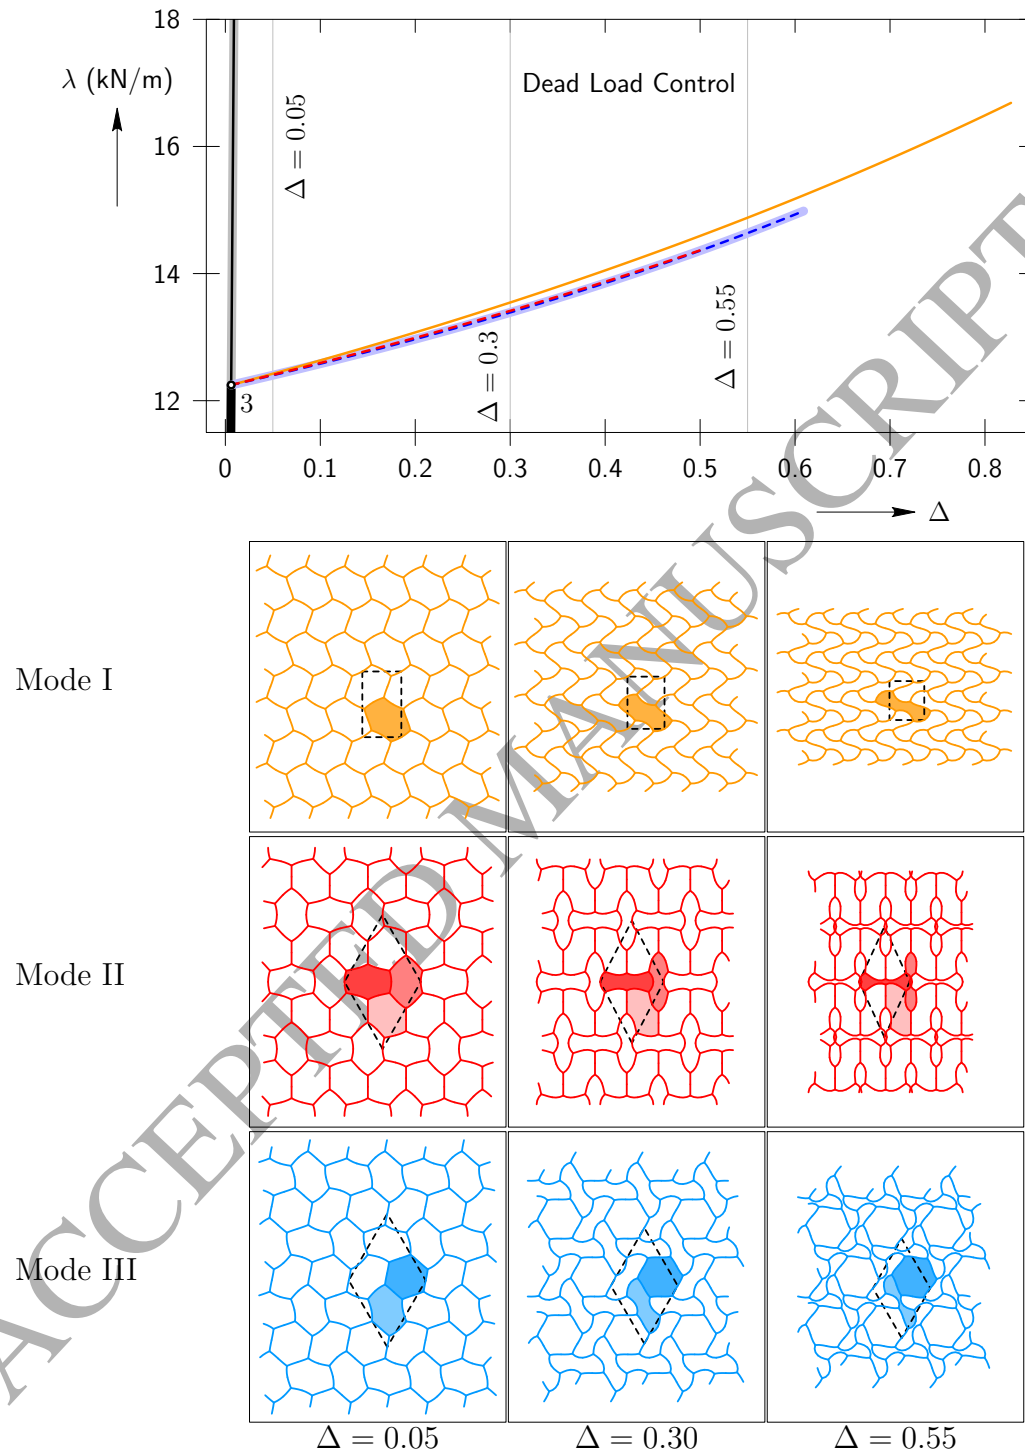 18
λ (kN/m)
Dead Load Control
16
Δ = 0.05
14
Δ = 0.3
Δ = 0.55
12
3
0 0.1 0.2 0.3 0.4 0.5 0.6 0.7 0.8
Δ
Mode I
Mode II
Mode III
Δ = 0.05 Δ = 0.30 Δ = 0.55
ACCEPTED MANUSCRIPT